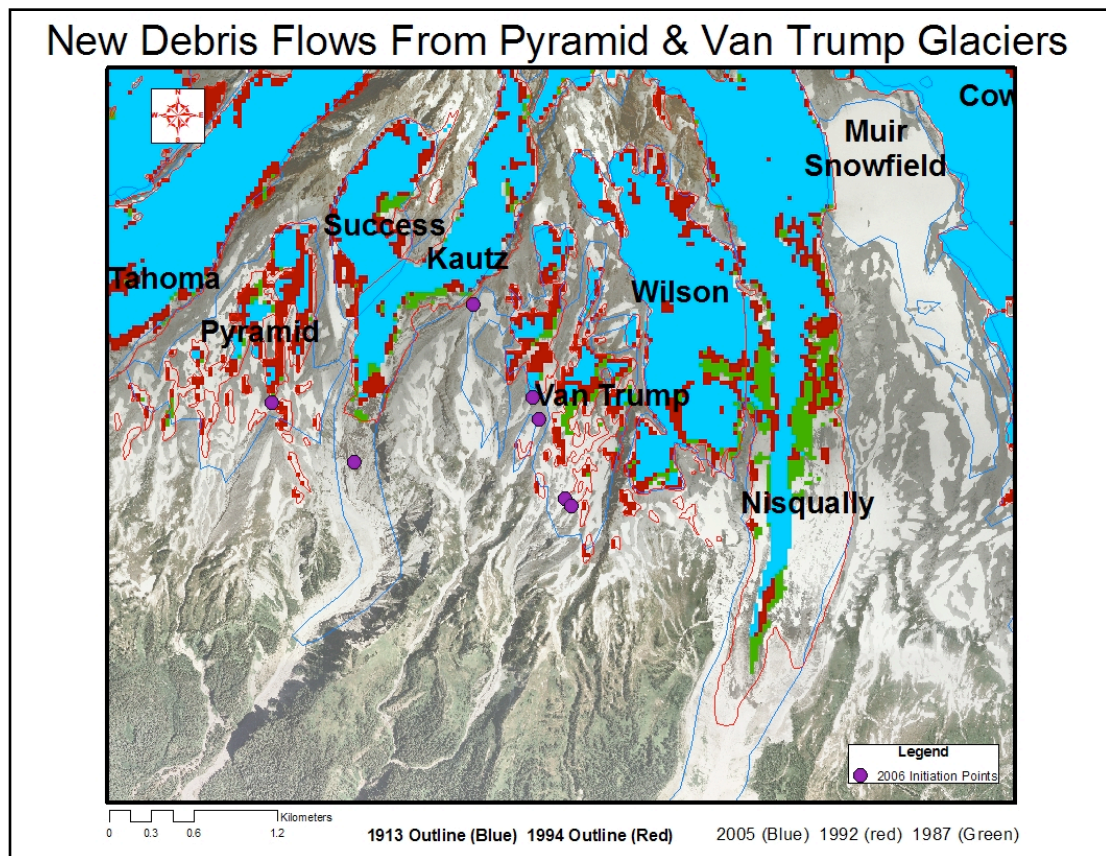 New Debris Flows From Pyramid & Van Trump Glaciers
N
W E
S
Cow
Muir
Snowfield
Success
Kautz
Tahoma
Wilson
Pyramid
Van Trump
Nisqually
Legend
2006 Initiation Points
Kilometers
0 0.3 0.6 1.2
1913 Outline (Blue) 1994 Outline (Red) 2005 (Blue) 1992 (red) 1987 (Green)